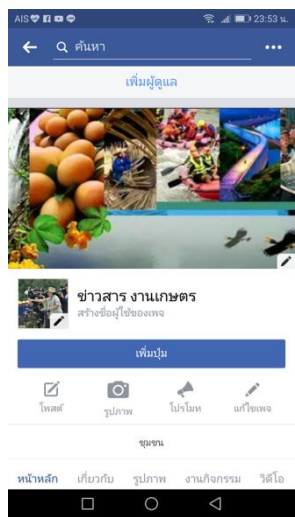 AIS 23:53 น.
ค้นหา
เพิ่มผู้ดูแล
ข่าวสาร งานเกษตร
สร้างชื่อผู้ใช้ของเพจ
เพิ่มปุ่ม
โพสต์ รูปภาพ โปรโมท แก้ไขเพจ
ชุมชน
หน้าหลัก เกี่ยวกับ รูปภาพ งานกิจกรรม วิดีโอ